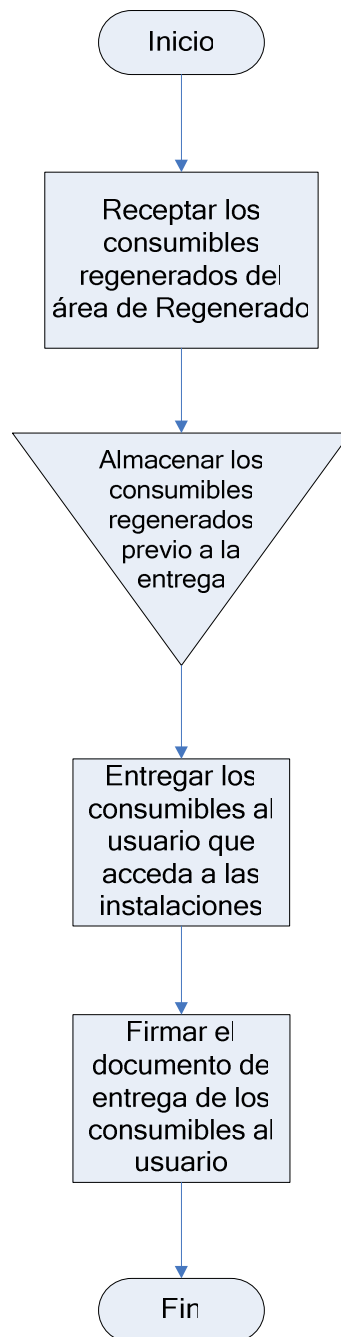 Inicio
Receptar los
consumibles
regenerados del
área de Regenerado
Almacenar los
consumibles
regenerados
previo a la
entrega
Entregar los
consumibles al
usuario que
acceda a las
instalaciones
Firmar el
documento de
entrega de los
consumibles al
usuario
Fin